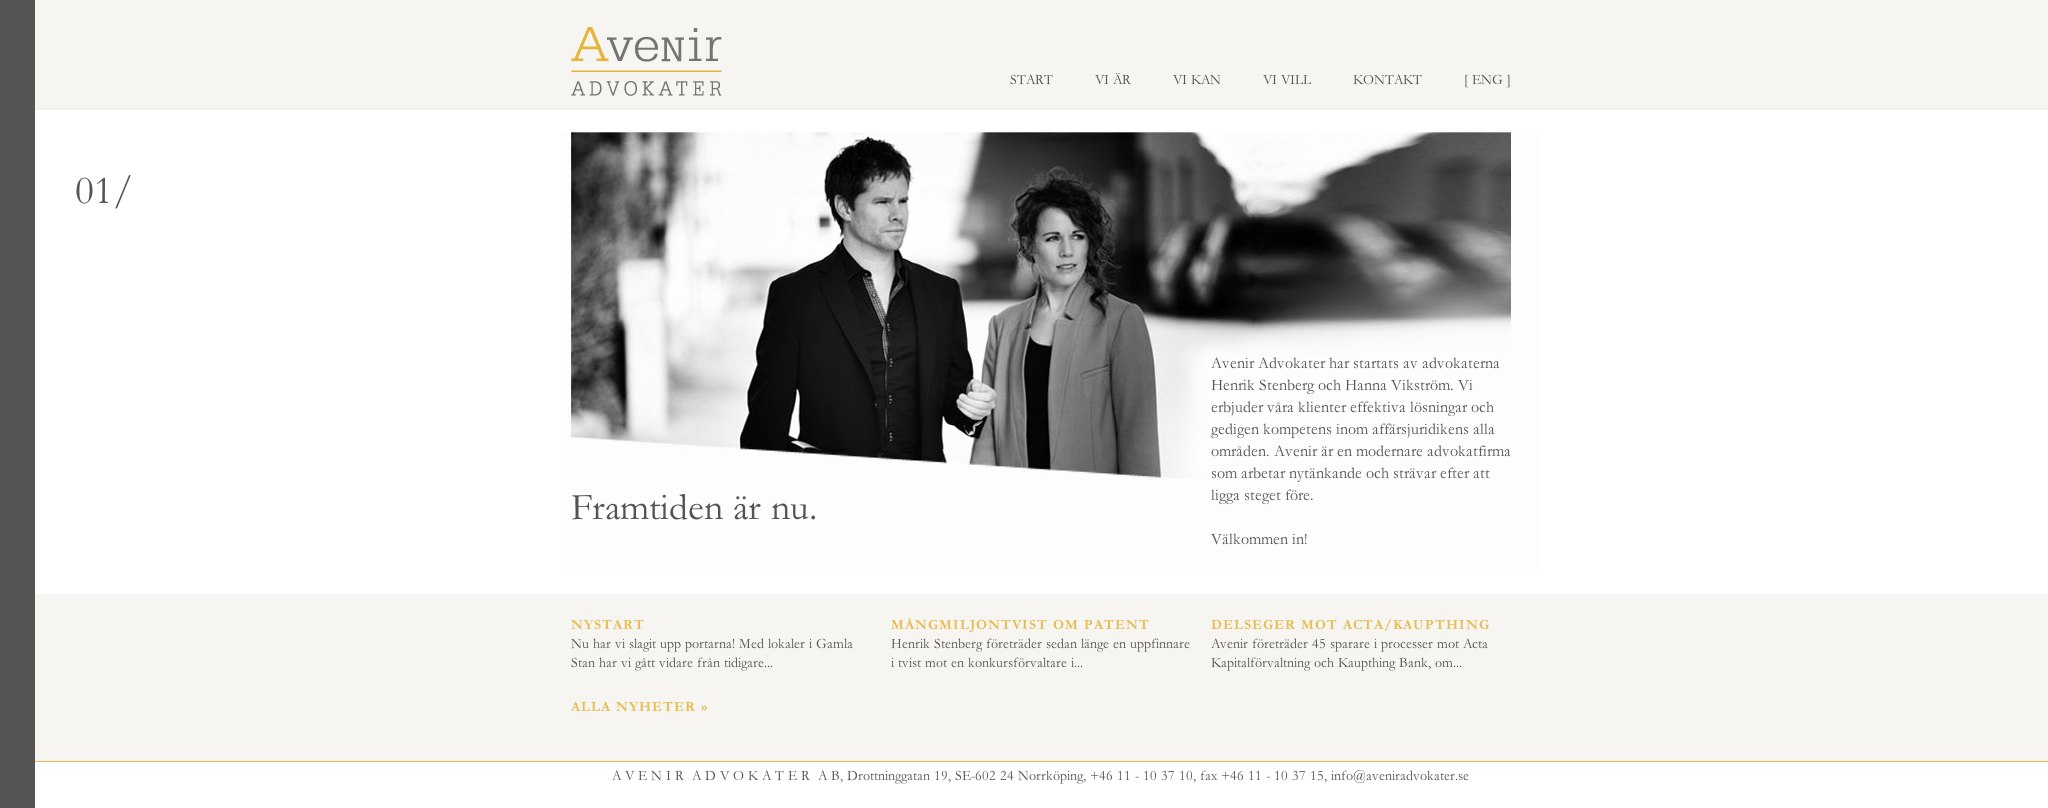 Avenir
ADVOKATER
START VI ÄR VI KAN VI VILL KONTAKT [ ENG ]
01/
Avenir Advokater har startats av advokaterna
Henrik Stenberg och Hanna Vikström. Vi
erbjuder våra klienter effektiva lösningar och
gedigen kompetens inom affärsjuridikens alla
områden. Avenir är en modernare advokatfirma
som arbetar nytänkande och strävar efter att
ligga steget före.
Välkommen in!
Framtiden är nu.
NYSTART
Nu har vi slagit upp portarna! Med lokaler i Gamla
Stan har vi gått vidare från tidigare...
MÅNGMILJONTVIST OM PATENT
Henrik Stenberg företräder sedan länge en uppfinnare
i tvist mot en konkursförvaltare i...
DELSEGER MOT ACTA/KAUPTHING
Avenir företräder 45 sparare i processer mot Acta
Kapitalförvaltning och Kaupthing Bank, om...
ALLA NYHETER »
AVENIR ADVOKATER AB, Drottninggatan 19, SE-602 24 Norrköping, +46 11 - 10 37 10, fax +46 11 - 10 37 15, info@aveniradvokater.se